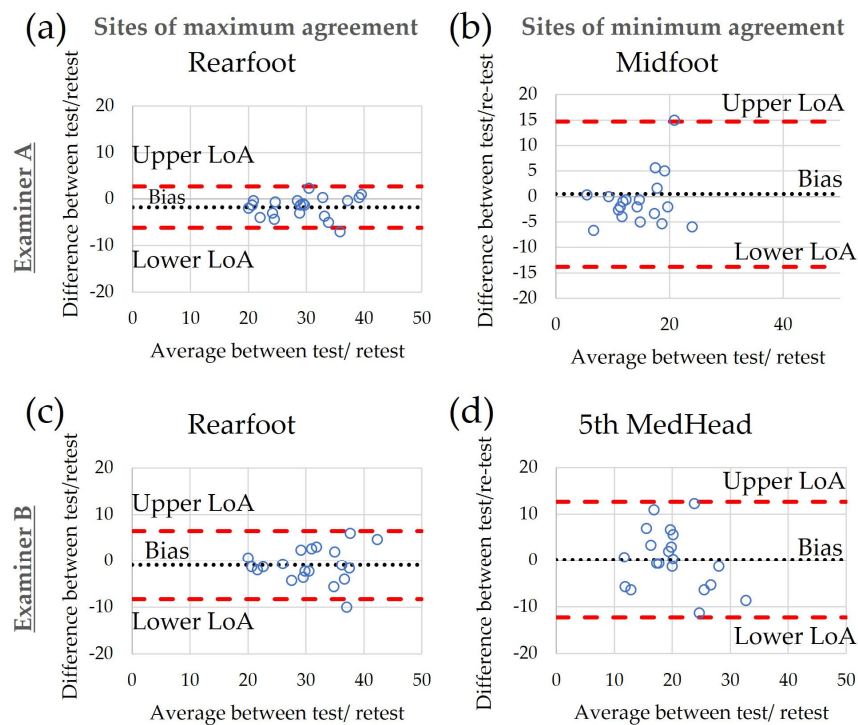 (a) Sites of maximum agreement
(b) Sites of minimum agreement
Examiner A
Rearfoot
Difference between test/retest
20
10
0
-10
-20
Upper LoA
Bias
Lower LoA
0 10 20 30 40 50
Average between test/ retest
Midfoot
Difference between test/re-test
20
15
10
5
0
-5
-10
-15
-20
Upper LoA
Bias
Lower LoA
0 20 40
Average between test/ retest
Examiner B
(c)
Rearfoot
Difference between test/retest
20
10
0
-10
-20
Upper LoA
Bias
Lower LoA
0 10 20 30 40 50
Average between test/ retest
(d)
5th MedHead
Difference between test/re-test
20
10
0
-10
-20
Upper LoA
Bias
Lower LoA
0 10 20 30 40 50
Average between test/ retest